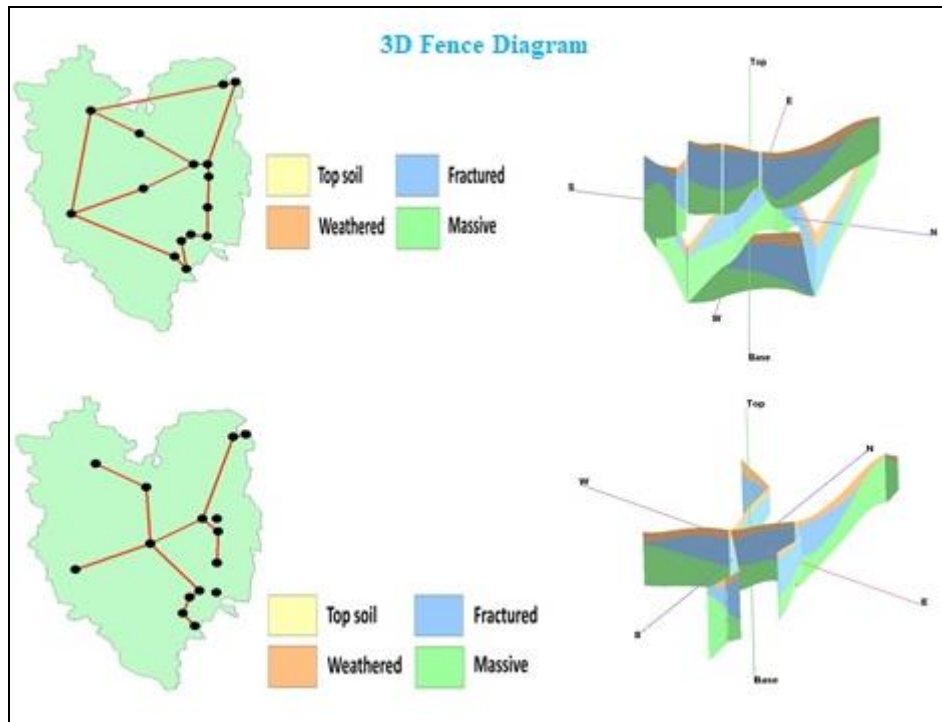 3D Fence Diagram
Top
E
S
N
W
Base
Top soil
Fractured
Weathered
Massive
Top
N
W
E
S
Base
Top soil
Fractured
Weathered
Massive